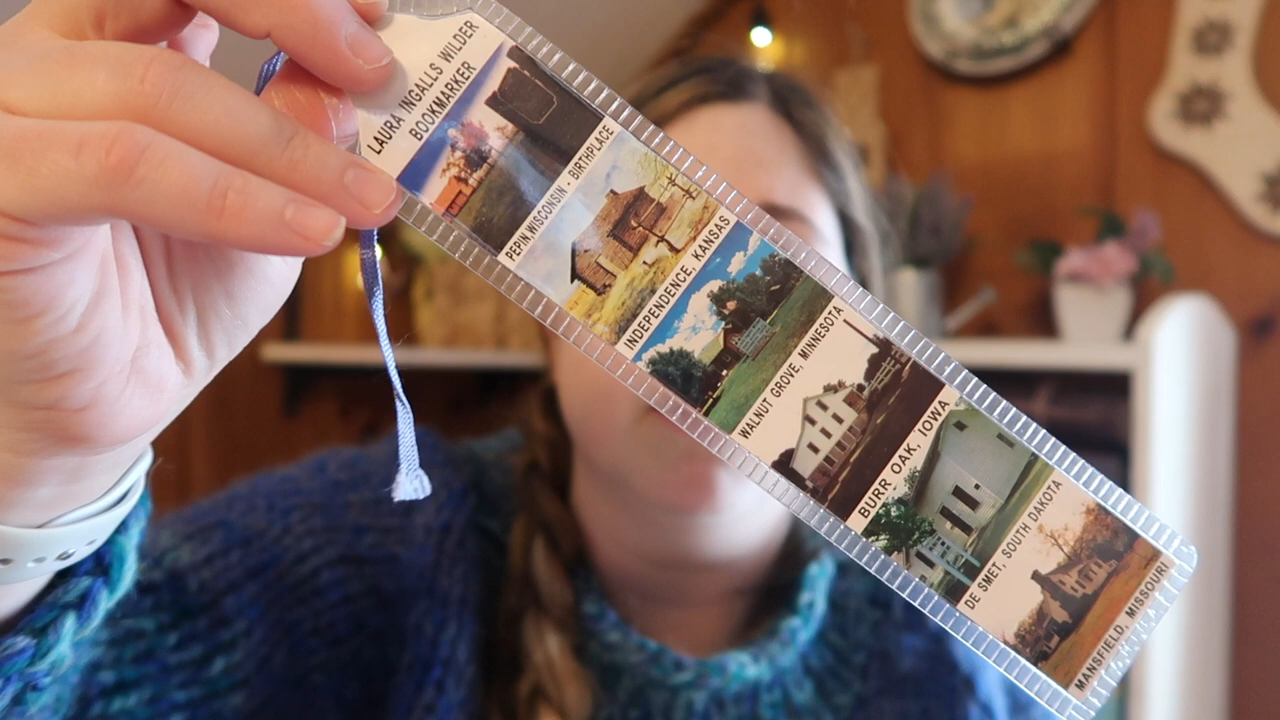 LAURA INGALLS WILDER
BOOKMARKER
PEPIN, WISCONSIN - BIRTHPLACE
INDEPENDENCE, KANSAS
WALNUT GROVE, MINNESOTA
BURR OAK, IOWA
DE SMET, SOUTH DAKOTA
MANSFIELD, MISSOURI